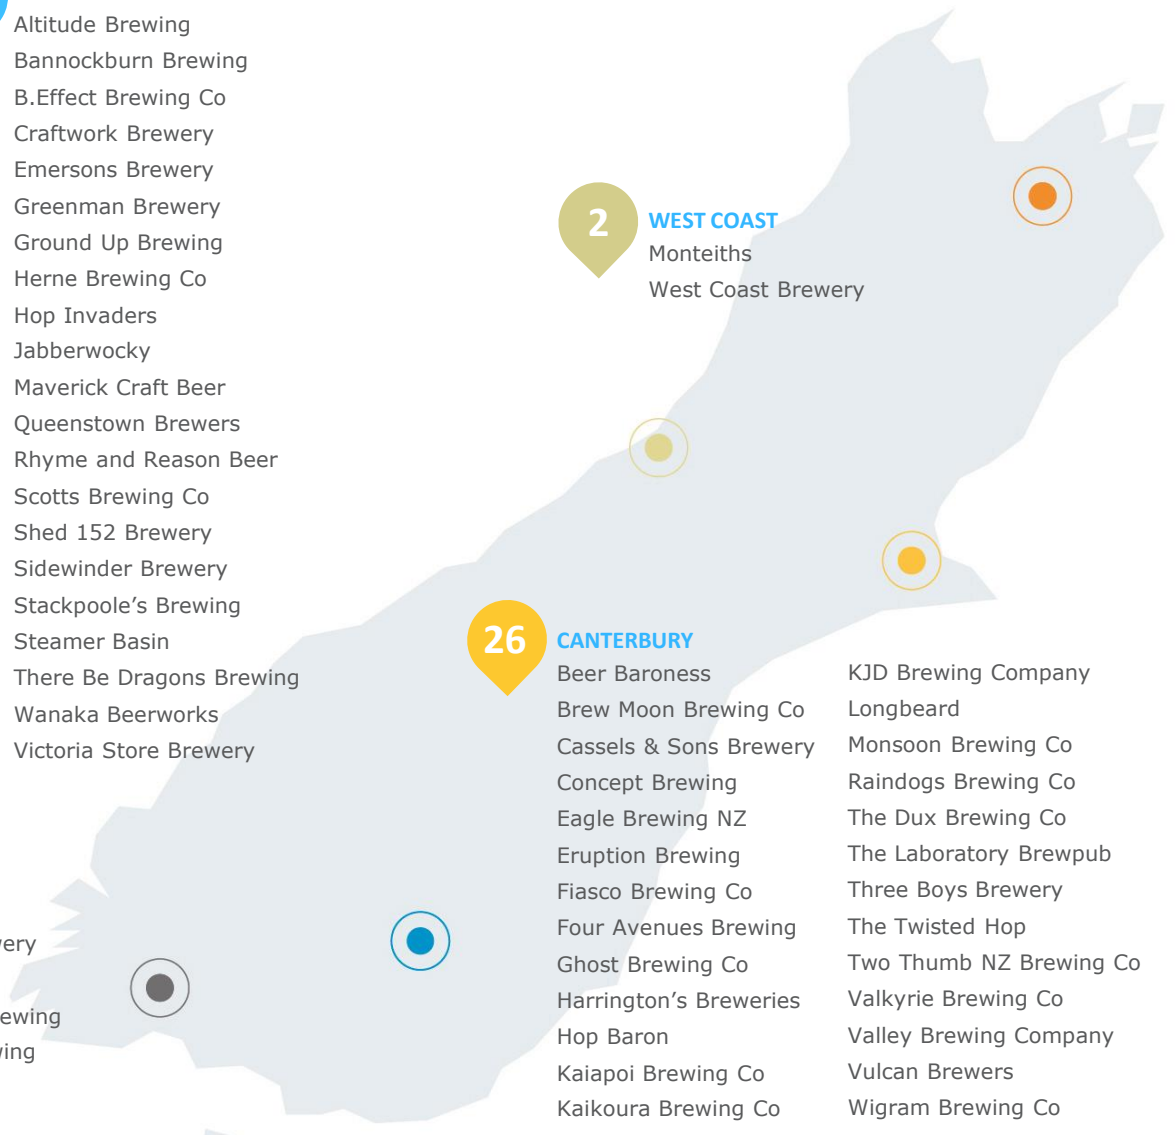 Altitude Brewing
Bannockburn Brewing
B.Effect Brewing Co
Craftwork Brewery
Emersons Brewery
Greenman Brewery
Ground Up Brewing
Herne Brewing Co
Hop Invaders
Jabberwocky
Maverick Craft Beer
Queenstown Brewers
Rhyme and Reason Beer
Scotts Brewing Co
Shed 152 Brewery
Sidewinder Brewery
Stackpoole’s Brewing
Steamer Basin
There Be Dragons Brewing
Wanaka Beerworks
Victoria Store Brewery
2
WEST COAST
Monteiths
West Coast Brewery
26
CANTERBURY
Beer Baroness
Brew Moon Brewing Co
Cassels & Sons Brewery
Concept Brewing
Eagle Brewing NZ
Eruption Brewing
Fiasco Brewing Co
Four Avenues Brewing
Ghost Brewing Co
Harrington’s Breweries
Hop Baron
Kaiapoi Brewing Co
Kaikoura Brewing Co
KJD Brewing Company
Longbeard
Monsoon Brewing Co
Raindogs Brewing Co
The Dux Brewing Co
The Laboratory Brewpub
Three Boys Brewery
The Twisted Hop
Two Thumb NZ Brewing Co
Valkyrie Brewing Co
Valley Brewing Company
Vulcan Brewers
Wigram Brewing Co